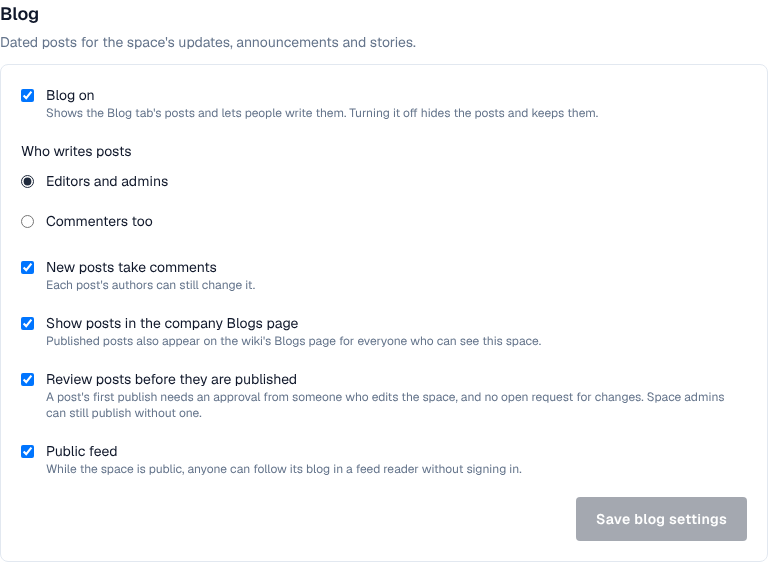 Blog
Dated posts for the space's updates, announcements and stories.
Blog on
Shows the Blog tab's posts and lets people write them. Turning it off hides the posts and keeps them.
Who writes posts
Editors and admins
Commenters too
New posts take comments
Each post's authors can still change it.
Show posts in the company Blogs page
Published posts also appear on the wiki's Blogs page for everyone who can see this space.
Review posts before they are published
A post's first publish needs an approval from someone who edits the space, and no open request for changes. Space admins
can still publish without one.
Public feed
While the space is public, anyone can follow its blog in a feed reader without signing in.
Save blog settings